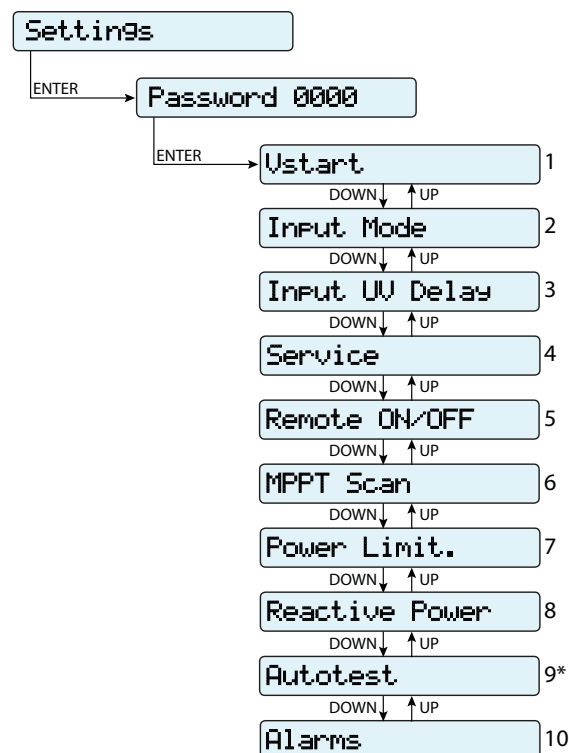 Settings
ENTER
Password 0000
ENTER
Vstart 1
DOWN UP
Input Mode 2
DOWN UP
Input UV Delay 3
DOWN UP
Service 4
DOWN UP
Remote ON/OFF 5
DOWN UP
MPPT Scan 6
DOWN UP
Power Limit. 7
DOWN UP
Reactive Power 8
DOWN UP
Autotest 9*
DOWN UP
Alarms 10